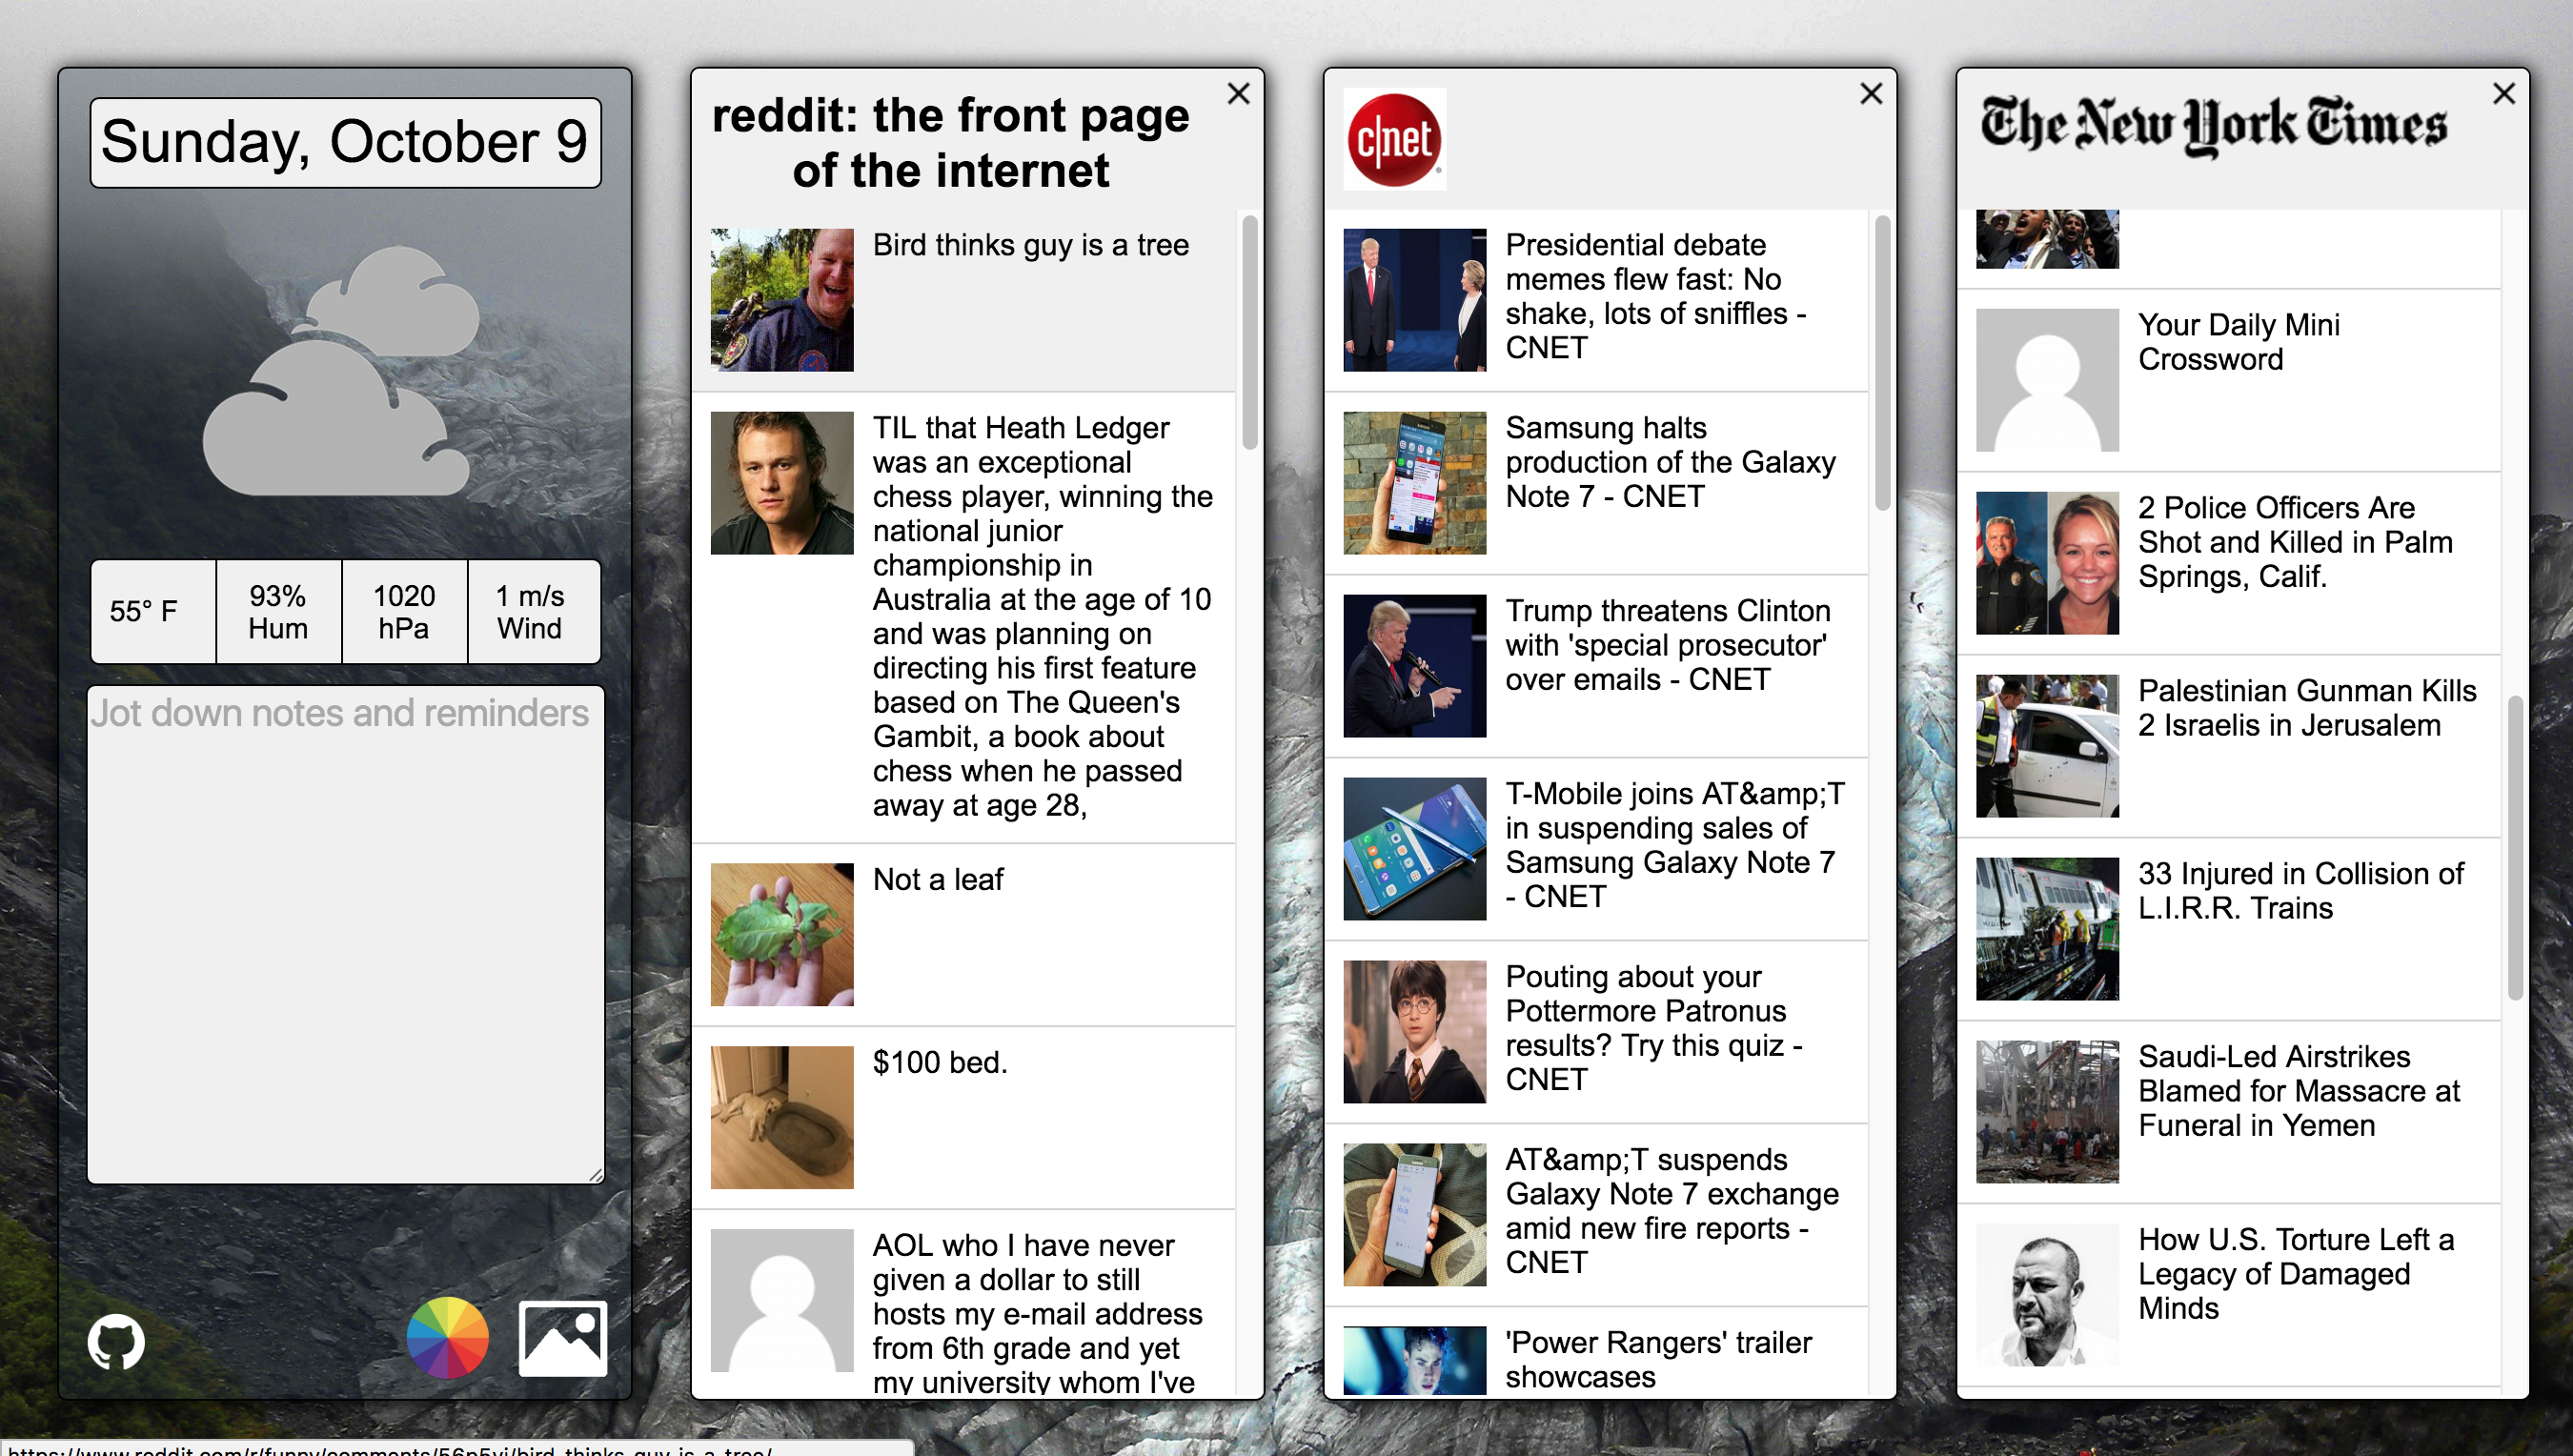 Sunday, October 9
55° F
93%
Hum
1020
hPa
1 m/s
Wind
Jot down notes and reminders
reddit: the front page
of the internet
Bird thinks guy is a tree
TIL that Heath Ledger
was an exceptional
chess player, winning the
national junior
championship in
Australia at the age of 10
and was planning on
directing his first feature
based on The Queen's
Gambit, a book about
chess when he passed
away at age 28,
Not a leaf
$100 bed.
AOL who I have never
given a dollar to still
hosts my e-mail address
from 6th grade and yet
my university whom I've
c|net
Presidential debate
memes flew fast: No
shake, lots of sniffles -
CNET
Samsung halts
production of the Galaxy
Note 7 - CNET
Trump threatens Clinton
with 'special prosecutor'
over emails - CNET
T-Mobile joins AT&amp;T
in suspending sales of
Samsung Galaxy Note 7
- CNET
Pouting about your
Pottermore Patronus
results? Try this quiz -
CNET
AT&amp;T suspends
Galaxy Note 7 exchange
amid new fire reports -
CNET
'Power Rangers' trailer
showcases
The New York Times
Your Daily Mini
Crossword
2 Police Officers Are
Shot and Killed in Palm
Springs, Calif.
Palestinian Gunman Kills
2 Israelis in Jerusalem
33 Injured in Collision of
L.I.R.R. Trains
Saudi-Led Airstrikes
Blamed for Massacre at
Funeral in Yemen
How U.S. Torture Left a
Legacy of Damaged
Minds